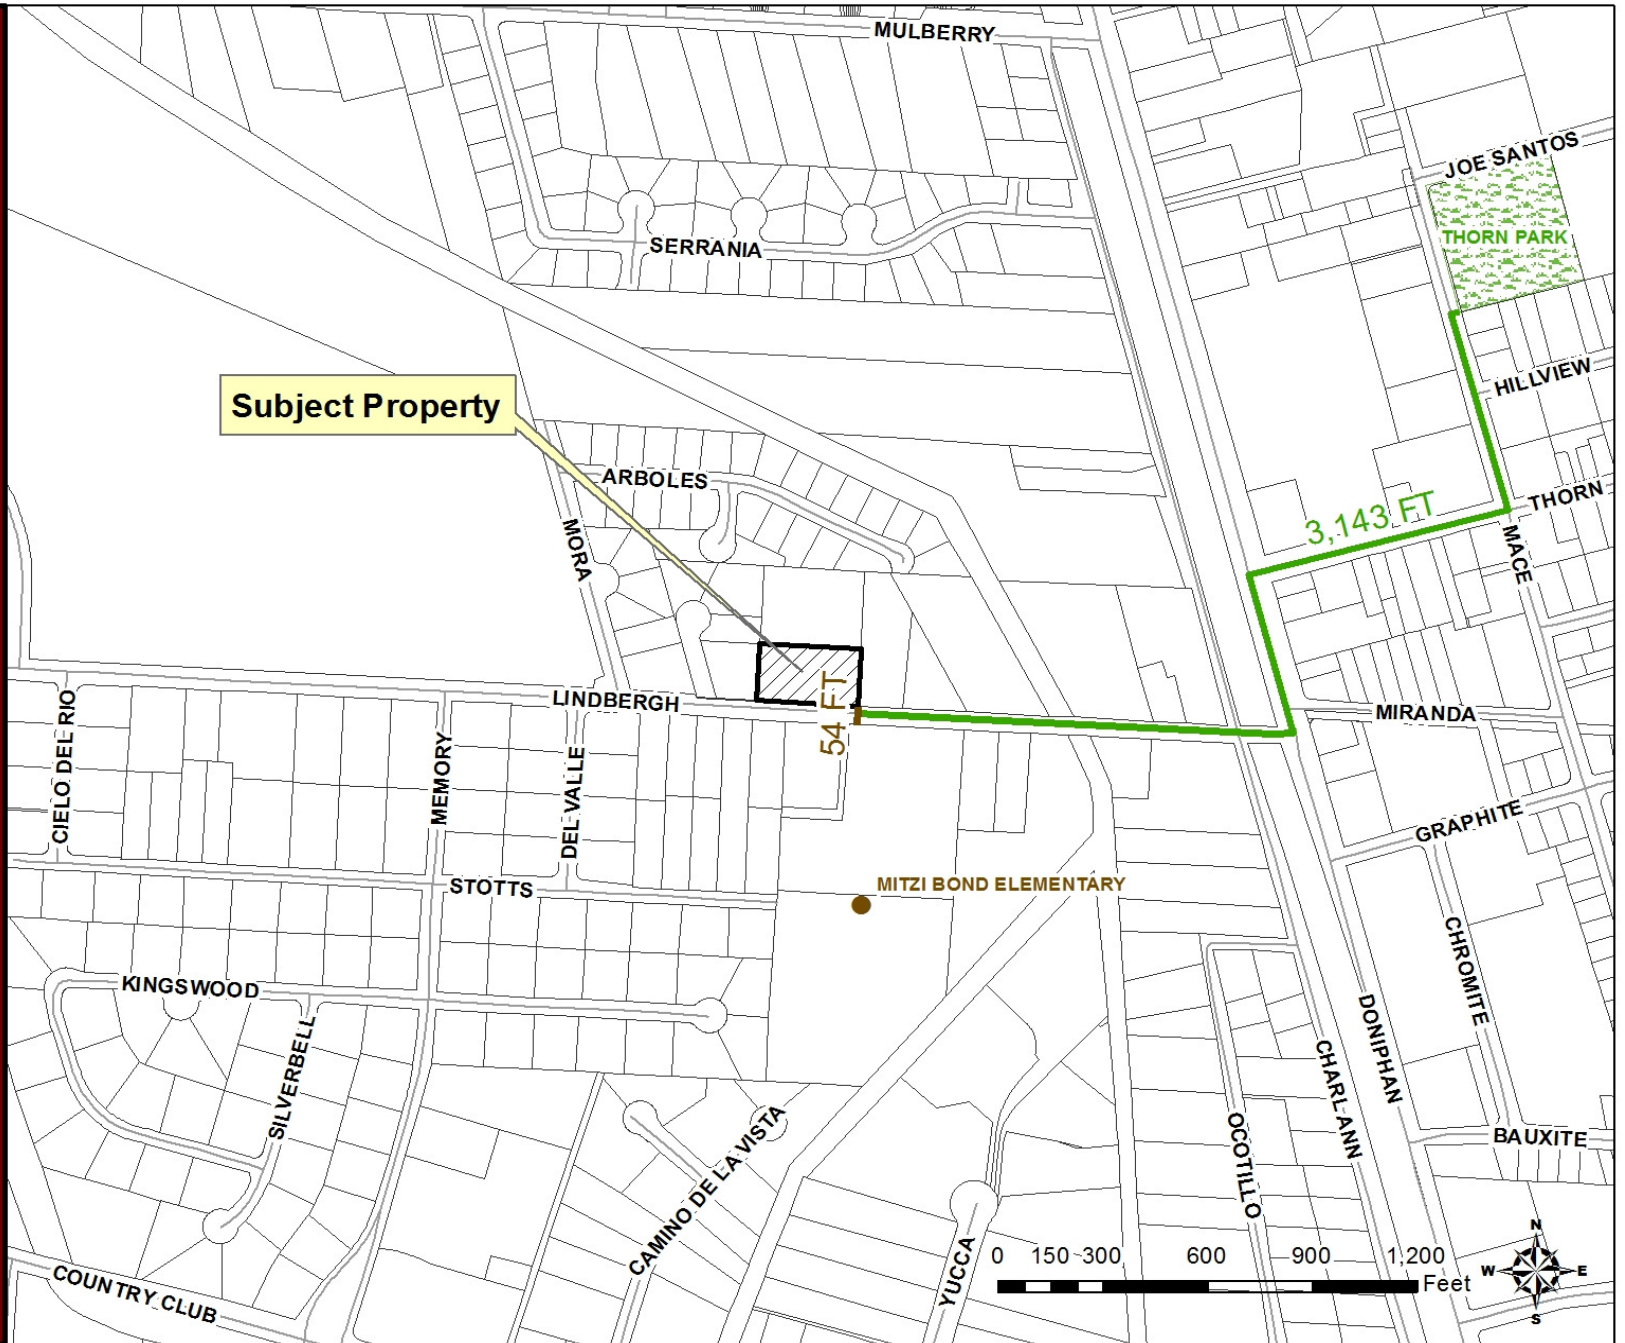 MULBERRY
JOE SANTOS
THORN PARK
SERRANIA
HILLVIEW
Subject Property
ARBOLES
THORN
3,143 FT
MORA
MACE
CIELO DEL RIO
LINDBERGH
54 FT
MIRANDA
MEMORY
DEL VALLE
GRAPHITE
STOTTS
MITZI BOND ELEMENTARY
CHROMITE
KINGSWOOD
SILVERBELL
DONIPHAN
CHARL ANN
CAMINO DE LA VISTA
OCOTILLO
BAUXITE
YUCCA
COUNTRY CLUB
0 150 300 600 900 1,200
Feet
N
W E
S